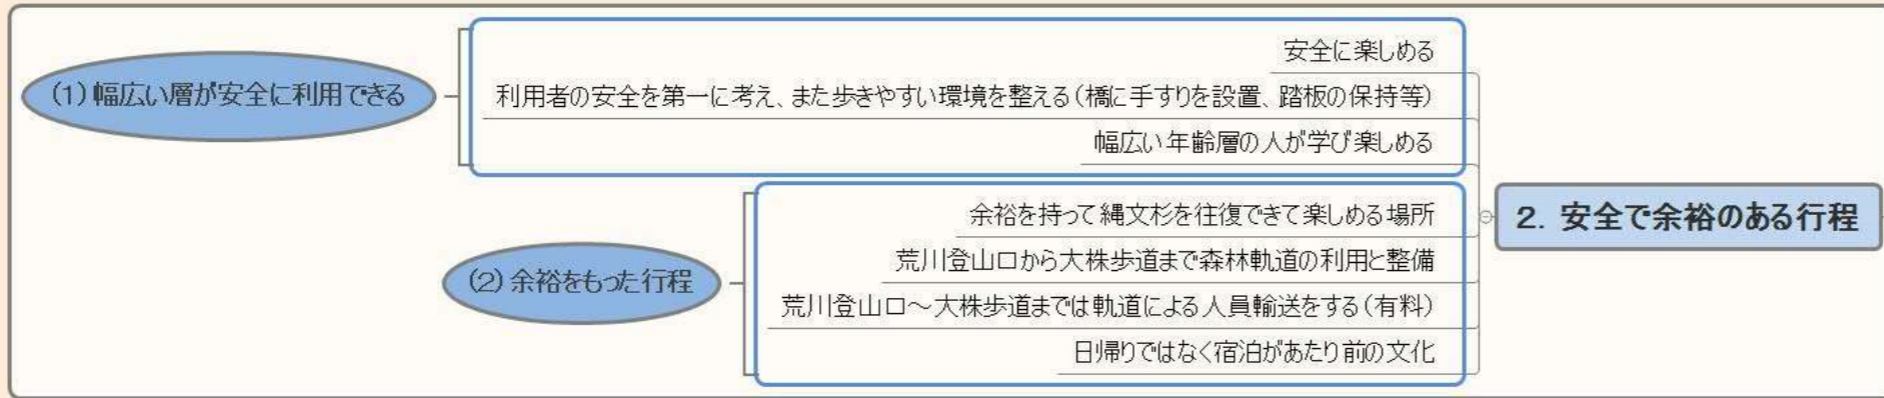 (1)幅広い層が安全に利用できる
安全に楽しめる
利用者の安全を第一に考え、また歩きやすい環境を整える(橋に手すりを設置、踏板の保持等)
幅広い年齢層の人が学び楽しめる
(2)余裕をもった行程
余裕を持って縄文杉を往復できて楽しめる場所
荒川登山口から大株歩道まで森林軌道の利用と整備
荒川登山口～大株歩道までは軌道による人員輸送をする(有料)
日帰りではなく宿泊があたり前の文化
2. 安全で余裕のある行程